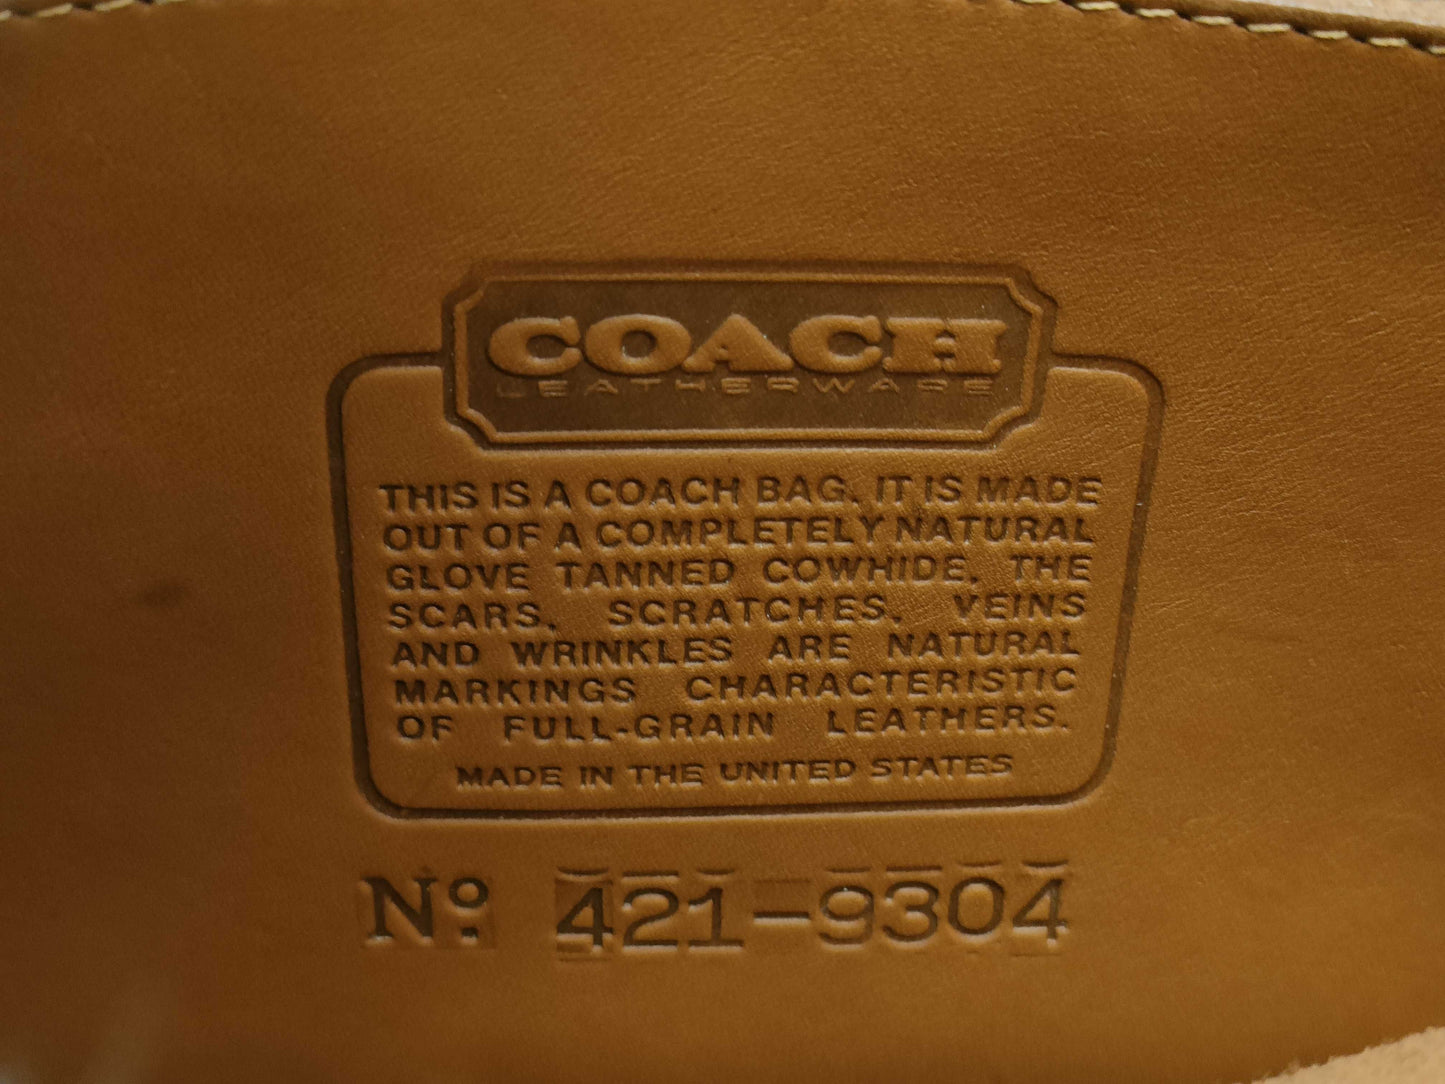 COACH
LEATHERWARE
THIS IS A COACH BAG. IT IS MADE
OUT OF A COMPLETELY NATURAL
GLOVE TANNED COWHIDE. THE
SCARS, SCRATCHES, VEINS
AND WRINKLES ARE NATURAL
MARKINGS CHARACTERISTIC
OF FULL-GRAIN LEATHERS.
MADE IN THE UNITED STATES
Nº 421-9304